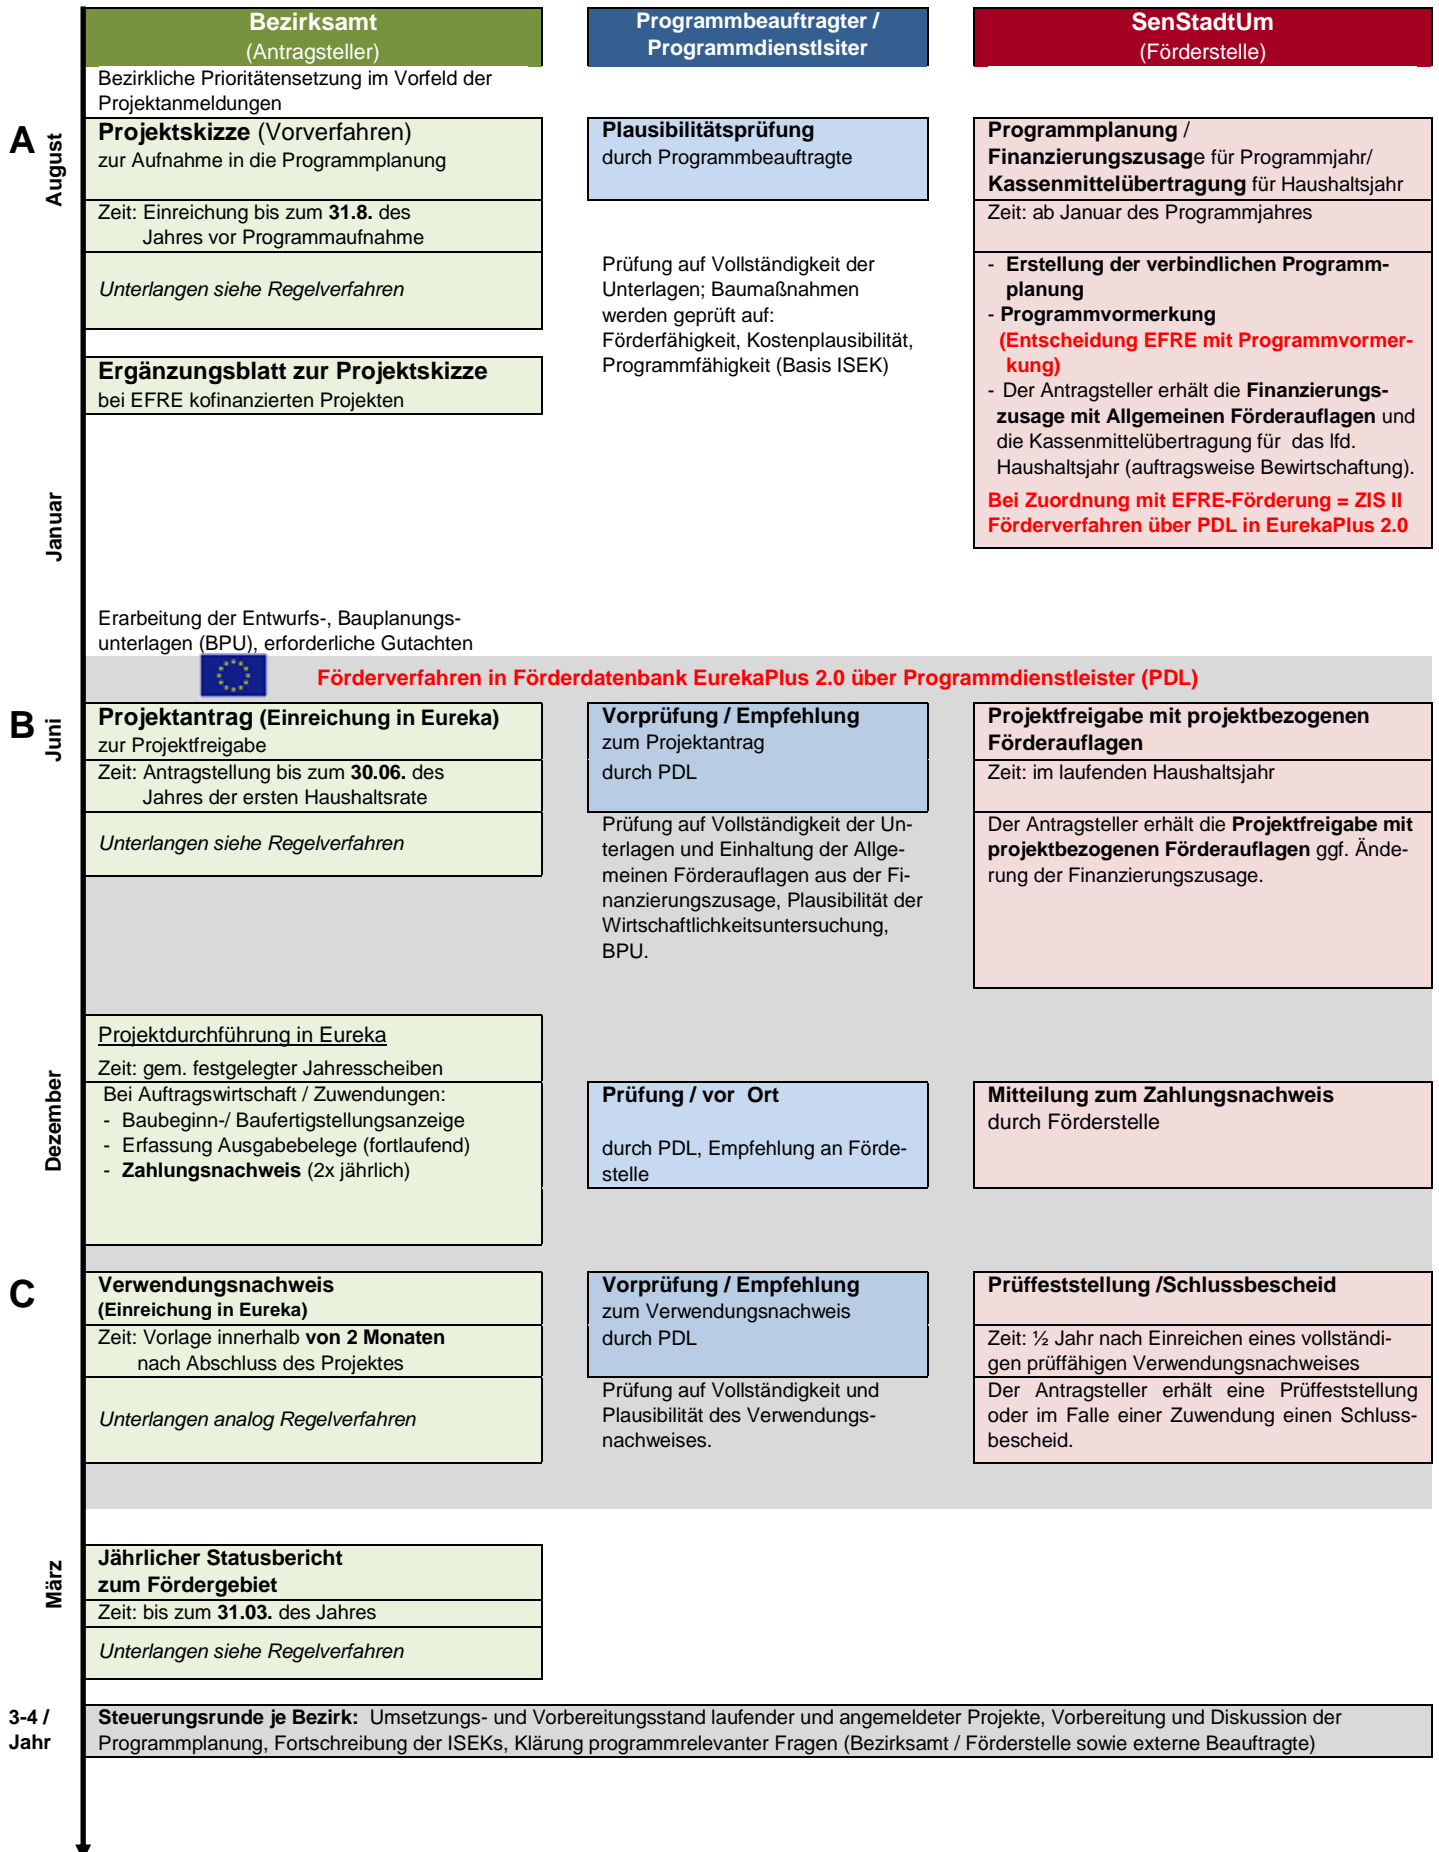 Bezirksamt
(Antragsteller)
Programmbeauftragter /
Programmdienstlsiter
SenStadtUm
(Förderstelle)
Bezirkliche Prioritätensetzung im Vorfeld der
Projektanmeldungen
A
August
Projektskizze (Vorverfahren)
zur Aufnahme in die Programmplanung
Zeit: Einreichung bis zum 31.8. des
Jahres vor Programmaufnahme
Unterlangen siehe Regelverfahren
Ergänzungsblatt zur Projektskizze
bei EFRE kofinanzierten Projekten
Plausibilitätsprüfung
durch Programmbeauftragte
Prüfung auf Vollständigkeit der
Unterlagen; Baumaßnahmen
werden geprüft auf:
Förderfähigkeit, Kostenplausibilität,
Programmfähigkeit (Basis ISEK)
Programmplanung /
Finanzierungszusage für Programmjahr/
Kassenmittelübertragung für Haushaltsjahr
Zeit: ab Januar des Programmjahres
- Erstellung der verbindlichen Programm-
planung
- Programmvormerkung
(Entscheidung EFRE mit Programmvormer-
kung)
- Der Antragsteller erhält die Finanzierungs-
zusage mit Allgemeinen Förderauflagen und
die Kassenmittelübertragung für das lfd.
Haushaltsjahr (auftragsweise Bewirtschaftung).
Bei Zuordnung mit EFRE-Förderung = ZIS II
Förderverfahren über PDL in EurekaPlus 2.0
Januar
Erarbeitung der Entwurfs-, Bauplanungs-
unterlagen (BPU), erforderliche Gutachten
Förderverfahren in Förderdatenbank EurekaPlus 2.0 über Programmdienstleister (PDL)
B
Juni
Projektantrag (Einreichung in Eureka)
zur Projektfreigabe
Zeit: Antragstellung bis zum 30.06. des
Jahres der ersten Haushaltsrate
Unterlangen siehe Regelverfahren
Vorprüfung / Empfehlung
zum Projektantrag
durch PDL
Prüfung auf Vollständigkeit der Un-
terlagen und Einhaltung der Allge-
meinen Förderauflagen aus der Fi-
nanzierungszusage, Plausibilität der
Wirtschaftlichkeitsuntersuchung,
BPU.
Projektfreigabe mit projektbezogenen
Förderauflagen
Zeit: im laufenden Haushaltsjahr
Der Antragsteller erhält die Projektfreigabe mit
projektbezogenen Förderauflagen ggf. Ände-
rung der Finanzierungszusage.
Dezember
Projektdurchführung in Eureka
Zeit: gem. festgelegter Jahresscheiben
Bei Auftragswirtschaft / Zuwendungen:
- Baubeginn-/ Baufertigstellungsanzeige
- Erfassung Ausgabebelege (fortlaufend)
- Zahlungsnachweis (2x jährlich)
Prüfung / vor Ort
durch PDL, Empfehlung an Förde-
stelle
Mitteilung zum Zahlungsnachweis
durch Förderstelle
C
Verwendungsnachweis
(Einreichung in Eureka)
Zeit: Vorlage innerhalb von 2 Monaten
nach Abschluss des Projektes
Unterlangen analog Regelverfahren
Vorprüfung / Empfehlung
zum Verwendungsnachweis
durch PDL
Prüfung auf Vollständigkeit und
Plausibilität des Verwendungs-
nachweises.
Prüffeststellung /Schlussbescheid
Zeit: ½ Jahr nach Einreichen eines vollständi-
gen prüffähigen Verwendungsnachweises
Der Antragsteller erhält eine Prüffeststellung
oder im Falle einer Zuwendung einen Schluss-
bescheid.
März
Jährlicher Statusbericht
zum Fördergebiet
Zeit: bis zum 31.03. des Jahres
Unterlangen siehe Regelverfahren
3-4 /
Jahr
Steuerungsrunde je Bezirk: Umsetzungs- und Vorbereitungsstand laufender und angemeldeter Projekte, Vorbereitung und Diskussion der
Programmplanung, Fortschreibung der ISEKs, Klärung programmrelevanter Fragen (Bezirksamt / Förderstelle sowie externe Beauftragte)